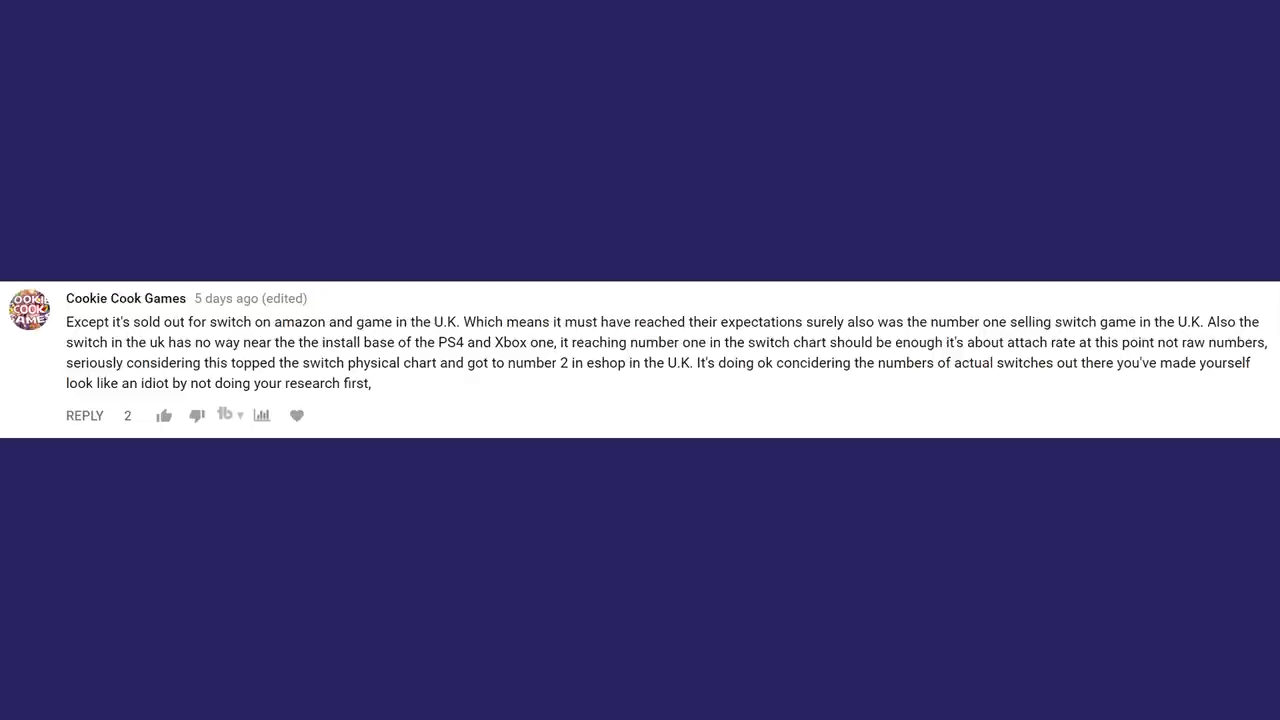 OOKIE
COOK
GAMES
Cookie Cook Games 5 days ago (edited)
Except it's sold out for switch on amazon and game in the U.K. Which means it must have reached their expectations surely also was the number one selling switch game in the U.K. Also the
switch in the uk has no way near the the install base of the PS4 and Xbox one, it reaching number one in the switch chart should be enough it's about attach rate at this point not raw numbers,
seriously considering this topped the switch physical chart and got to number 2 in eshop in the U.K. It's doing ok concidering the numbers of actual switches out there you've made yourself
look like an idiot by not doing your research first,
REPLY 2 tb